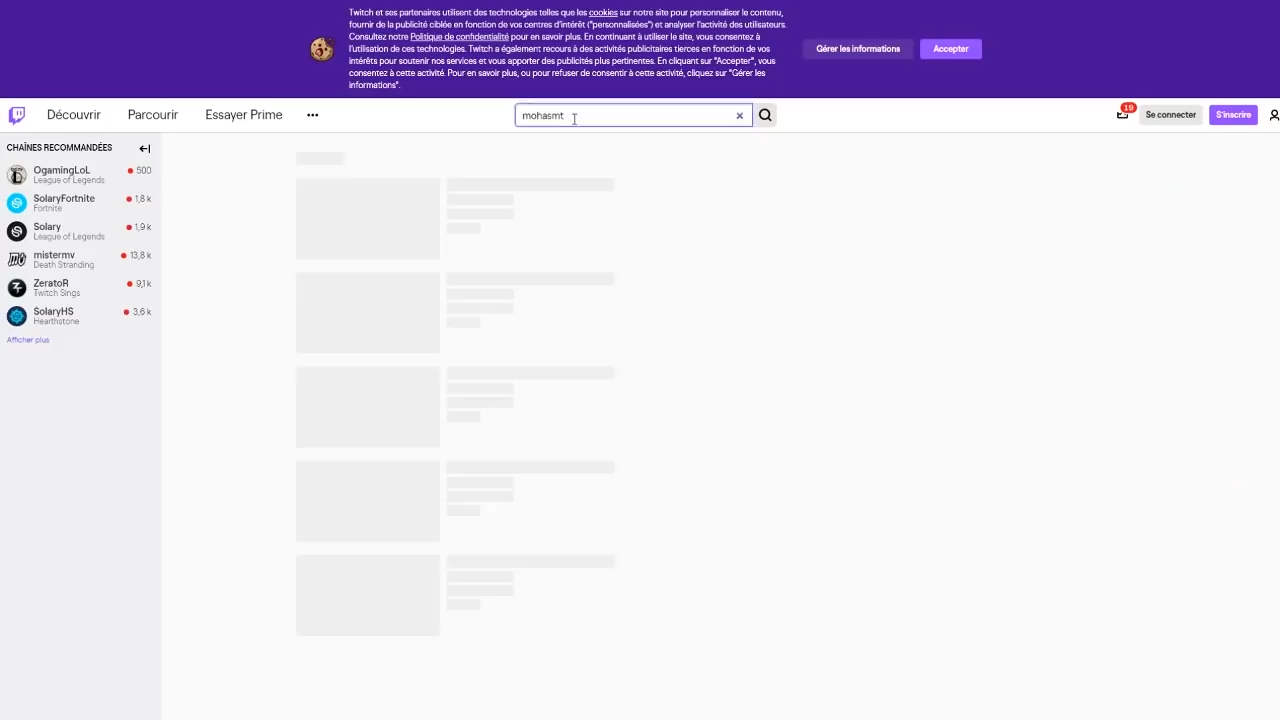 Twitch et ses partenaires utilisent des technologies telles que les cookies sur notre site pour personnaliser le contenu,
fournir de la publicité ciblée en fonction de vos centres d'intérêt ("personnalisées") et analyser l'activité des utilisateurs.
Consultez notre Politique de confidentialité pour en savoir plus. En continuant à utiliser le site, vous consentez à
l'utilisation de ces technologies. Twitch a également recours à des activités publicitaires tierces en fonction de vos
intérêts pour soutenir nos services et vous apporter des publicités plus pertinentes. En cliquant sur "Accepter", vous
consentez à cette activité. Pour en savoir plus, ou pour refuser de consentir à cette activité, cliquez sur "Gérer les
informations".
Gérer les informations
Accepter
Découvrir
Parcourir
Essayer Prime
mohasmt
19
Se connecter
S'inscrire
CHAÎNES RECOMMANDÉES
OgamingLoL 500
League of Legends
SolaryFortnite 1,8 k
Fortnite
Solary 1,9 k
League of Legends
mistermv 13,8 k
Death Stranding
ZeratoR 9,1 k
Twitch Sings
SolaryHS 3,6 k
Hearthstone
Afficher plus